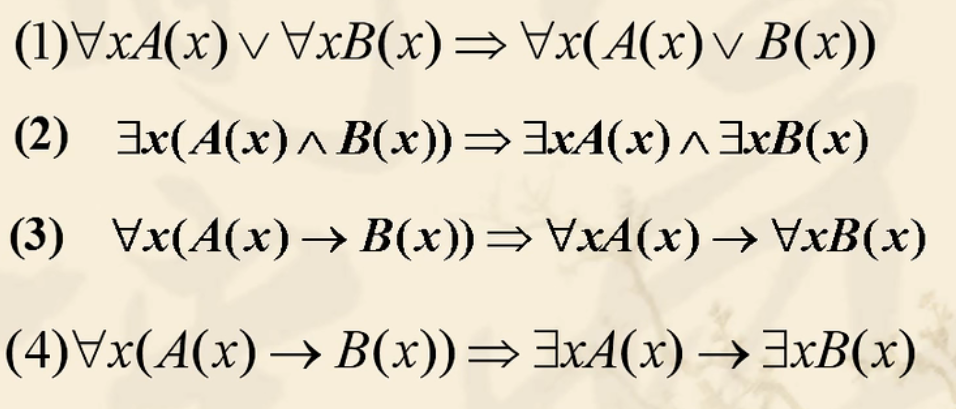 (1)∀xA(x)∨∀xB(x)⇒∀x(A(x)∨B(x))
(2) ∃x(A(x)∧B(x))⇒∃xA(x)∧∃xB(x)
(3) ∀x(A(x)→B(x))⇒∀xA(x)→∀xB(x)
(4)∀x(A(x)→B(x))⇒∃xA(x)→∃xB(x)